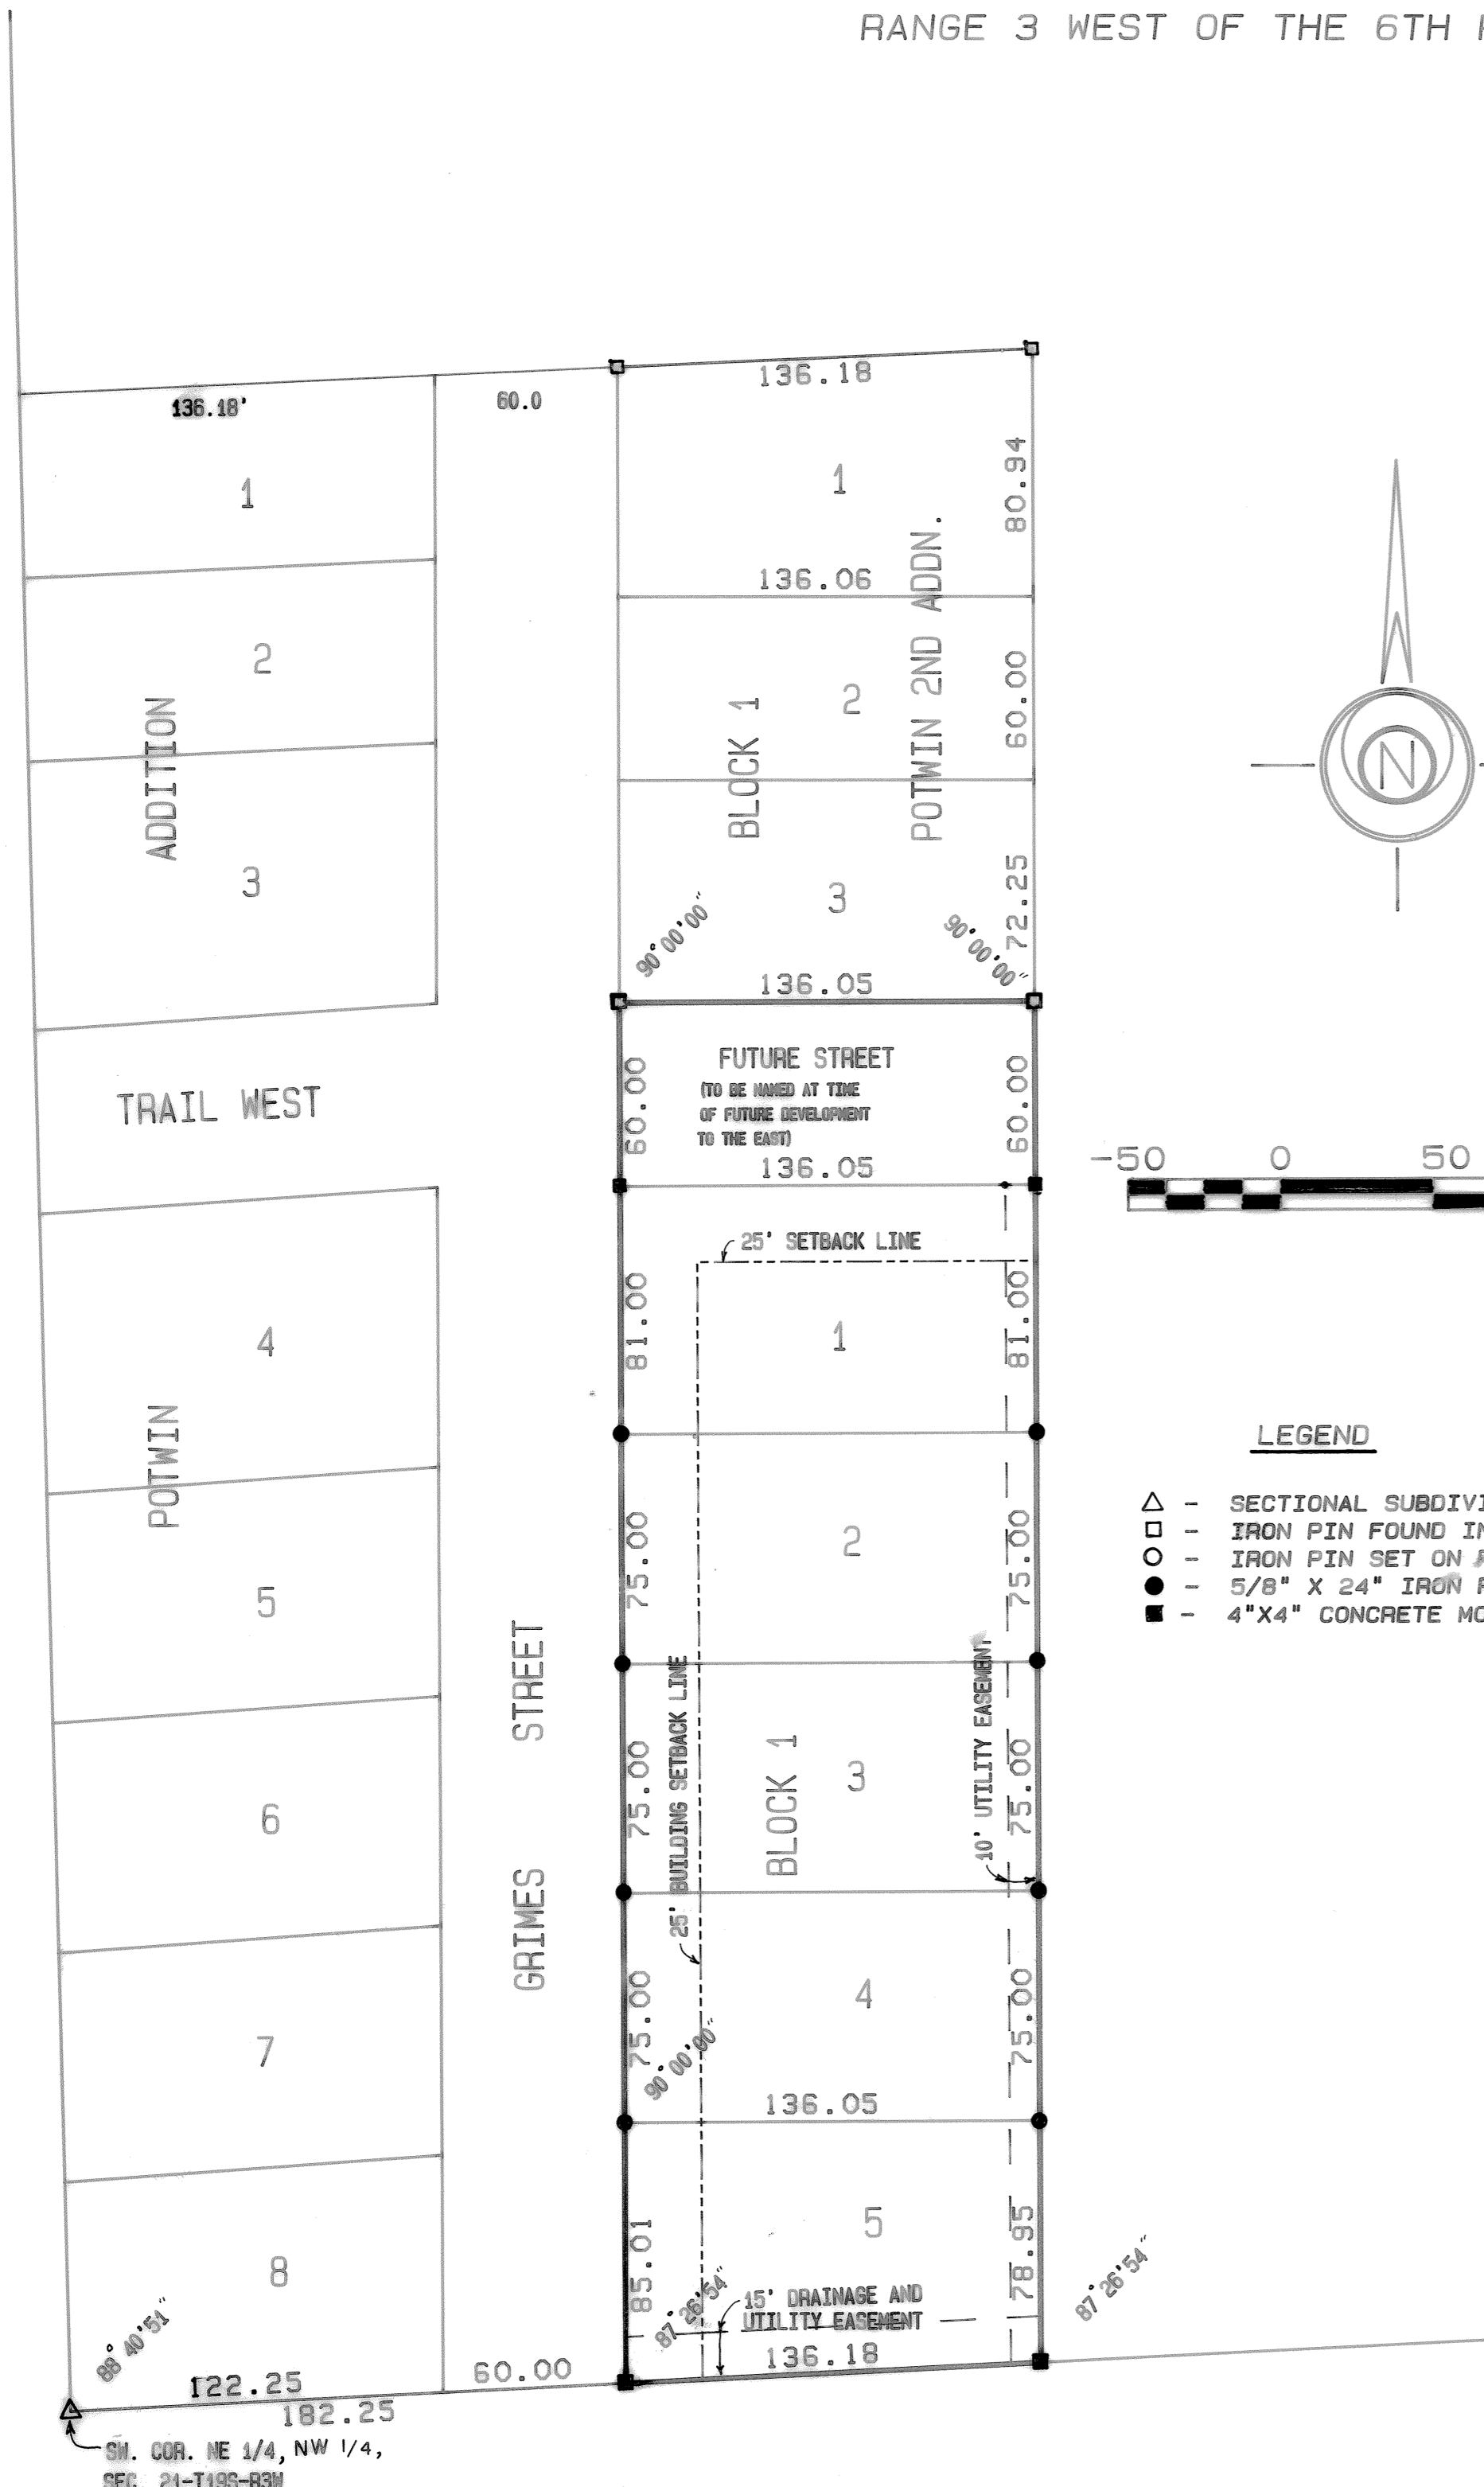 RANGE 3 WEST OF THE 6TH
136.18'
60.0
136.18
1
1
80.94
136.06
2
2
60.00
ADDITION
BLOCK 1
POTWIN 2ND ADDN.
3
3
72.25
90°00'00"
90°00'00"
136.05
N
TRAIL WEST
60.00
FUTURE STREET
(TO BE NAMED AT TIME
OF FUTURE DEVELOPMENT
TO THE EAST)
60.00
136.05
-50 0 50
25' SETBACK LINE
81.00
1
81.00
4
POTWIN
LEGEND
△ - SECTIONAL
□ - IRON PIN FOUND
○ - IRON PIN SET ON
● - 5/8" X 24" IRON
■ - 4"X4" CONCRETE
75.00
2
75.00
5
GRIMES STREET
25' BUILDING SETBACK LINE
75.00
BLOCK 1
3
10' UTILITY EASEMENT
75.00
6
75.00
4
75.00
90°00'00"
7
136.05
85.01
5
78.95
8
87°26'54"
87°26'54"
15' DRAINAGE AND
UTILITY EASEMENT
136.18
88°40'51"
122.25
60.00
182.25
SW. COR. NE 1/4, NW 1/4,
SEC 21-T19S-R3W